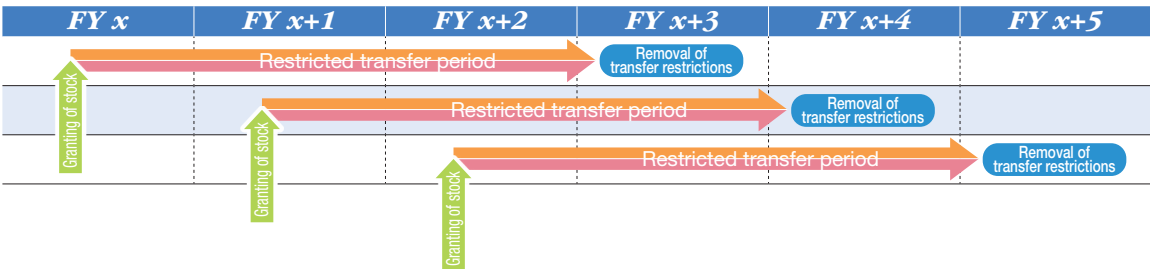 FY x FY x+1 FY x+2 FY x+3 FY x+4 FY x+5
Granting of stock
Restricted transfer period
Removal of
transfer restrictions
Granting of stock
Restricted transfer period
Removal of
transfer restrictions
Granting of stock
Restricted transfer period
Removal of
transfer restrictions